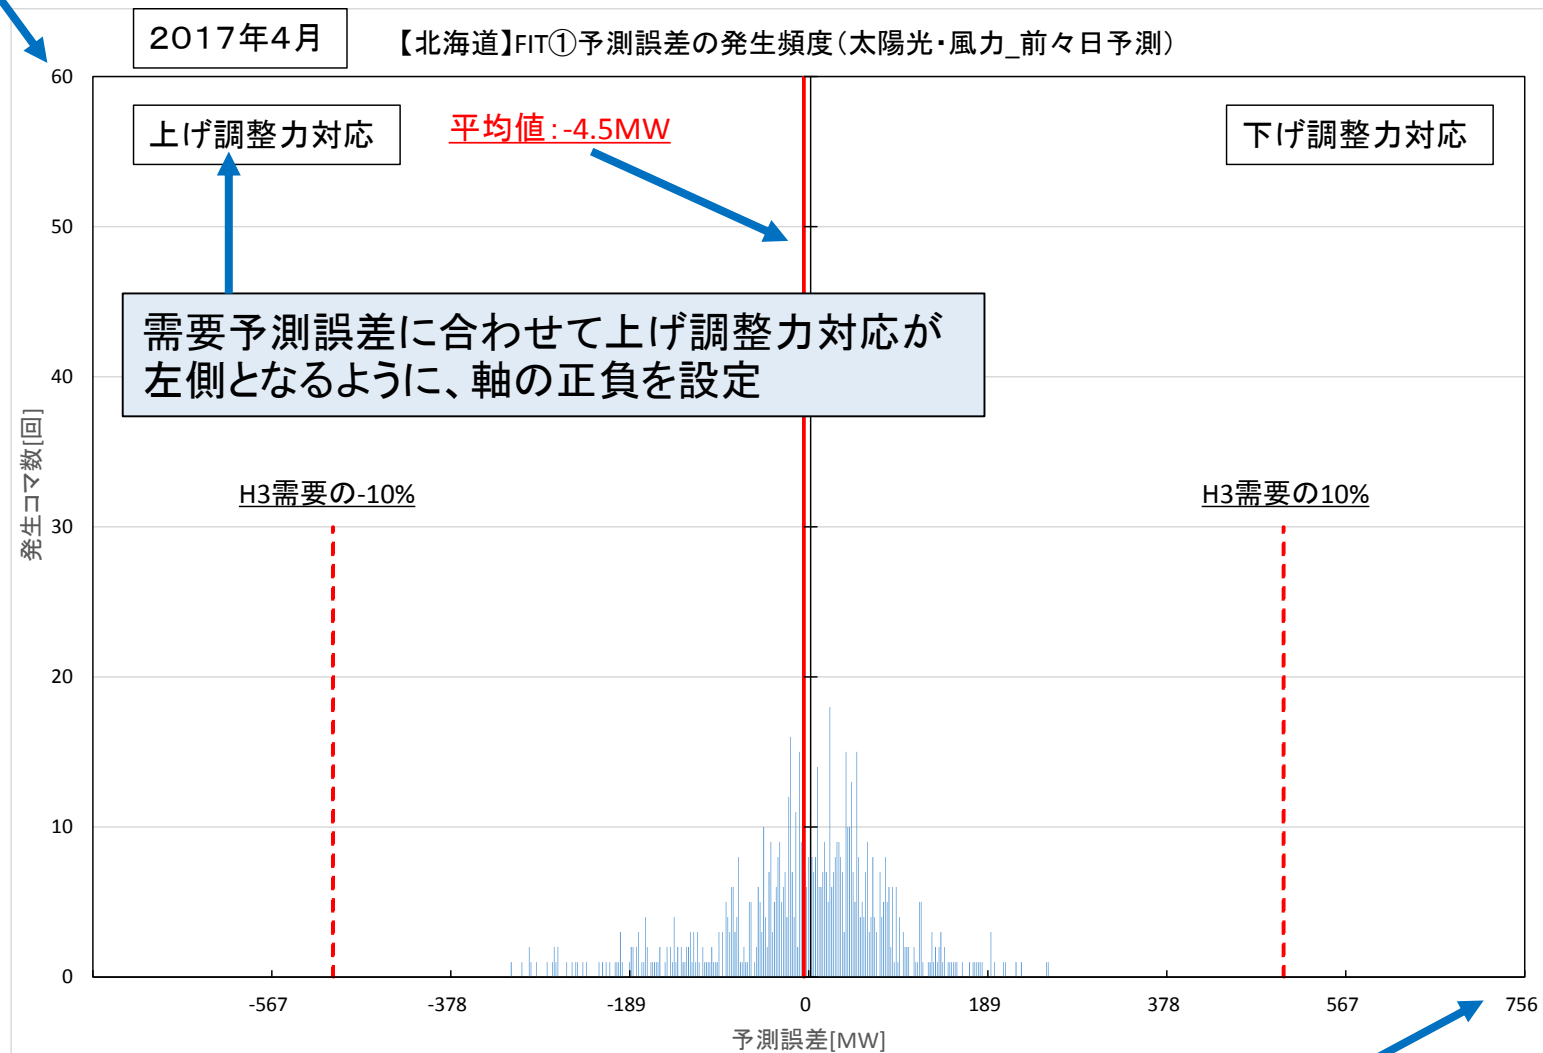 2017年4月
【北海道】FIT①予測誤差の発生頻度(太陽光・風力_前々日予測)
60
上げ調整力対応
平均値:-4.5MW
下げ調整力対応
50
需要予測誤差に合わせて上げ調整力対応が
左側となるように、軸の正負を設定
40
発生コマ数[回]
H3需要の-10%
H3需要の10%
30
20
10
0
-567
-378
-189
0
189
378
567
756
予測誤差[MW]